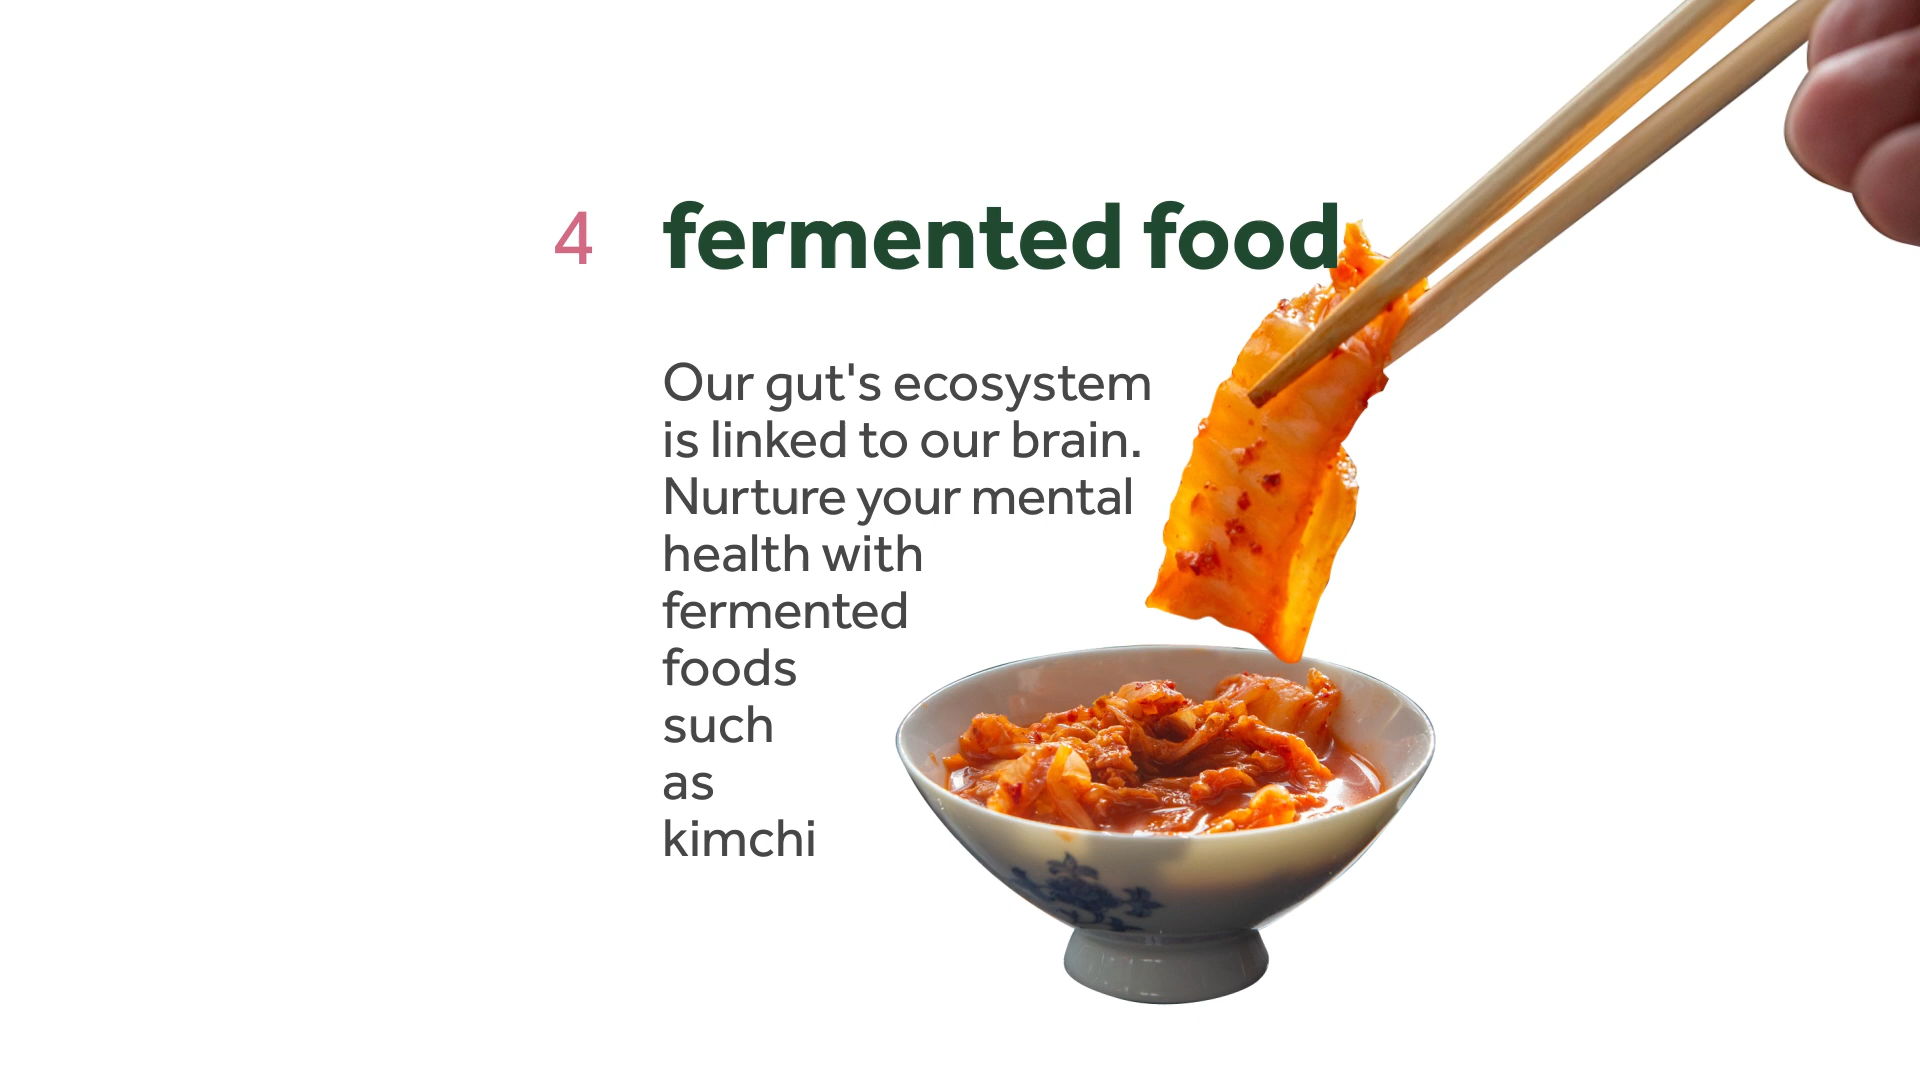 4 fermented food
Our gut's ecosystem
is linked to our brain.
Nurture your mental
health with
fermented
foods
such
as
kimchi